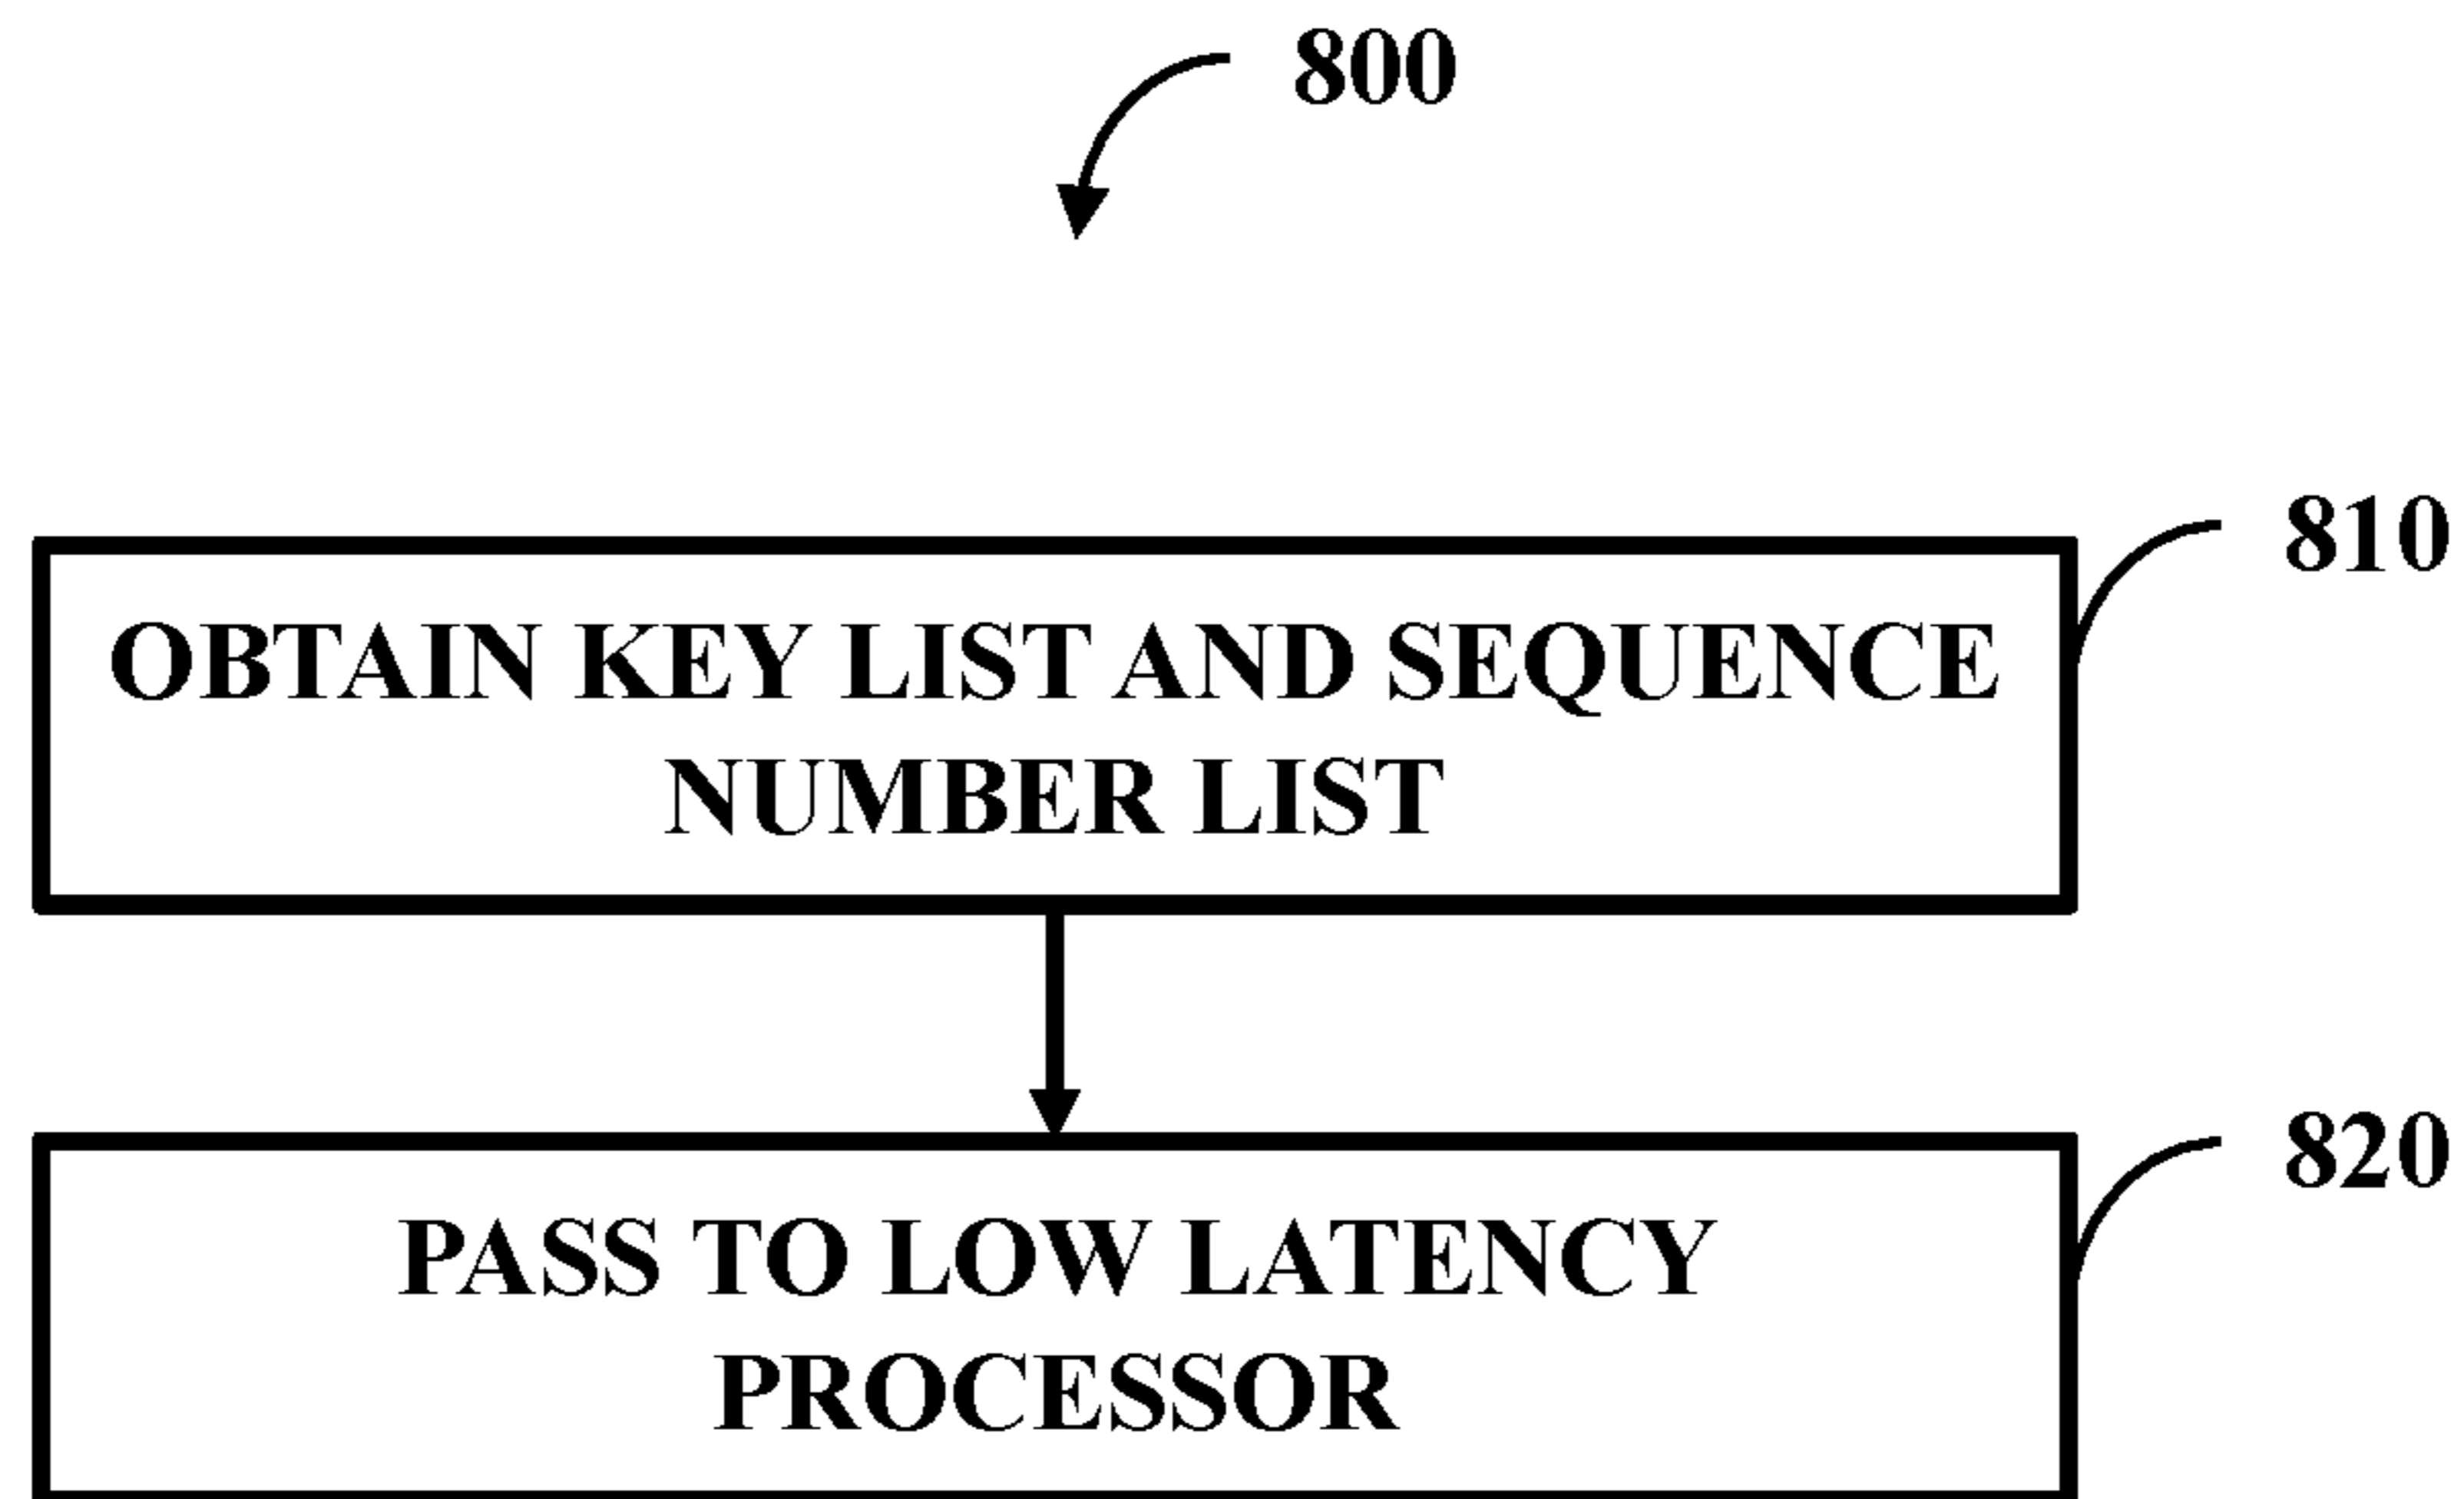 800
810
OBTAIN KEY LIST AND SEQUENCE
NUMBER LIST
820
PASS TO LOW LATENCY
PROCESSOR